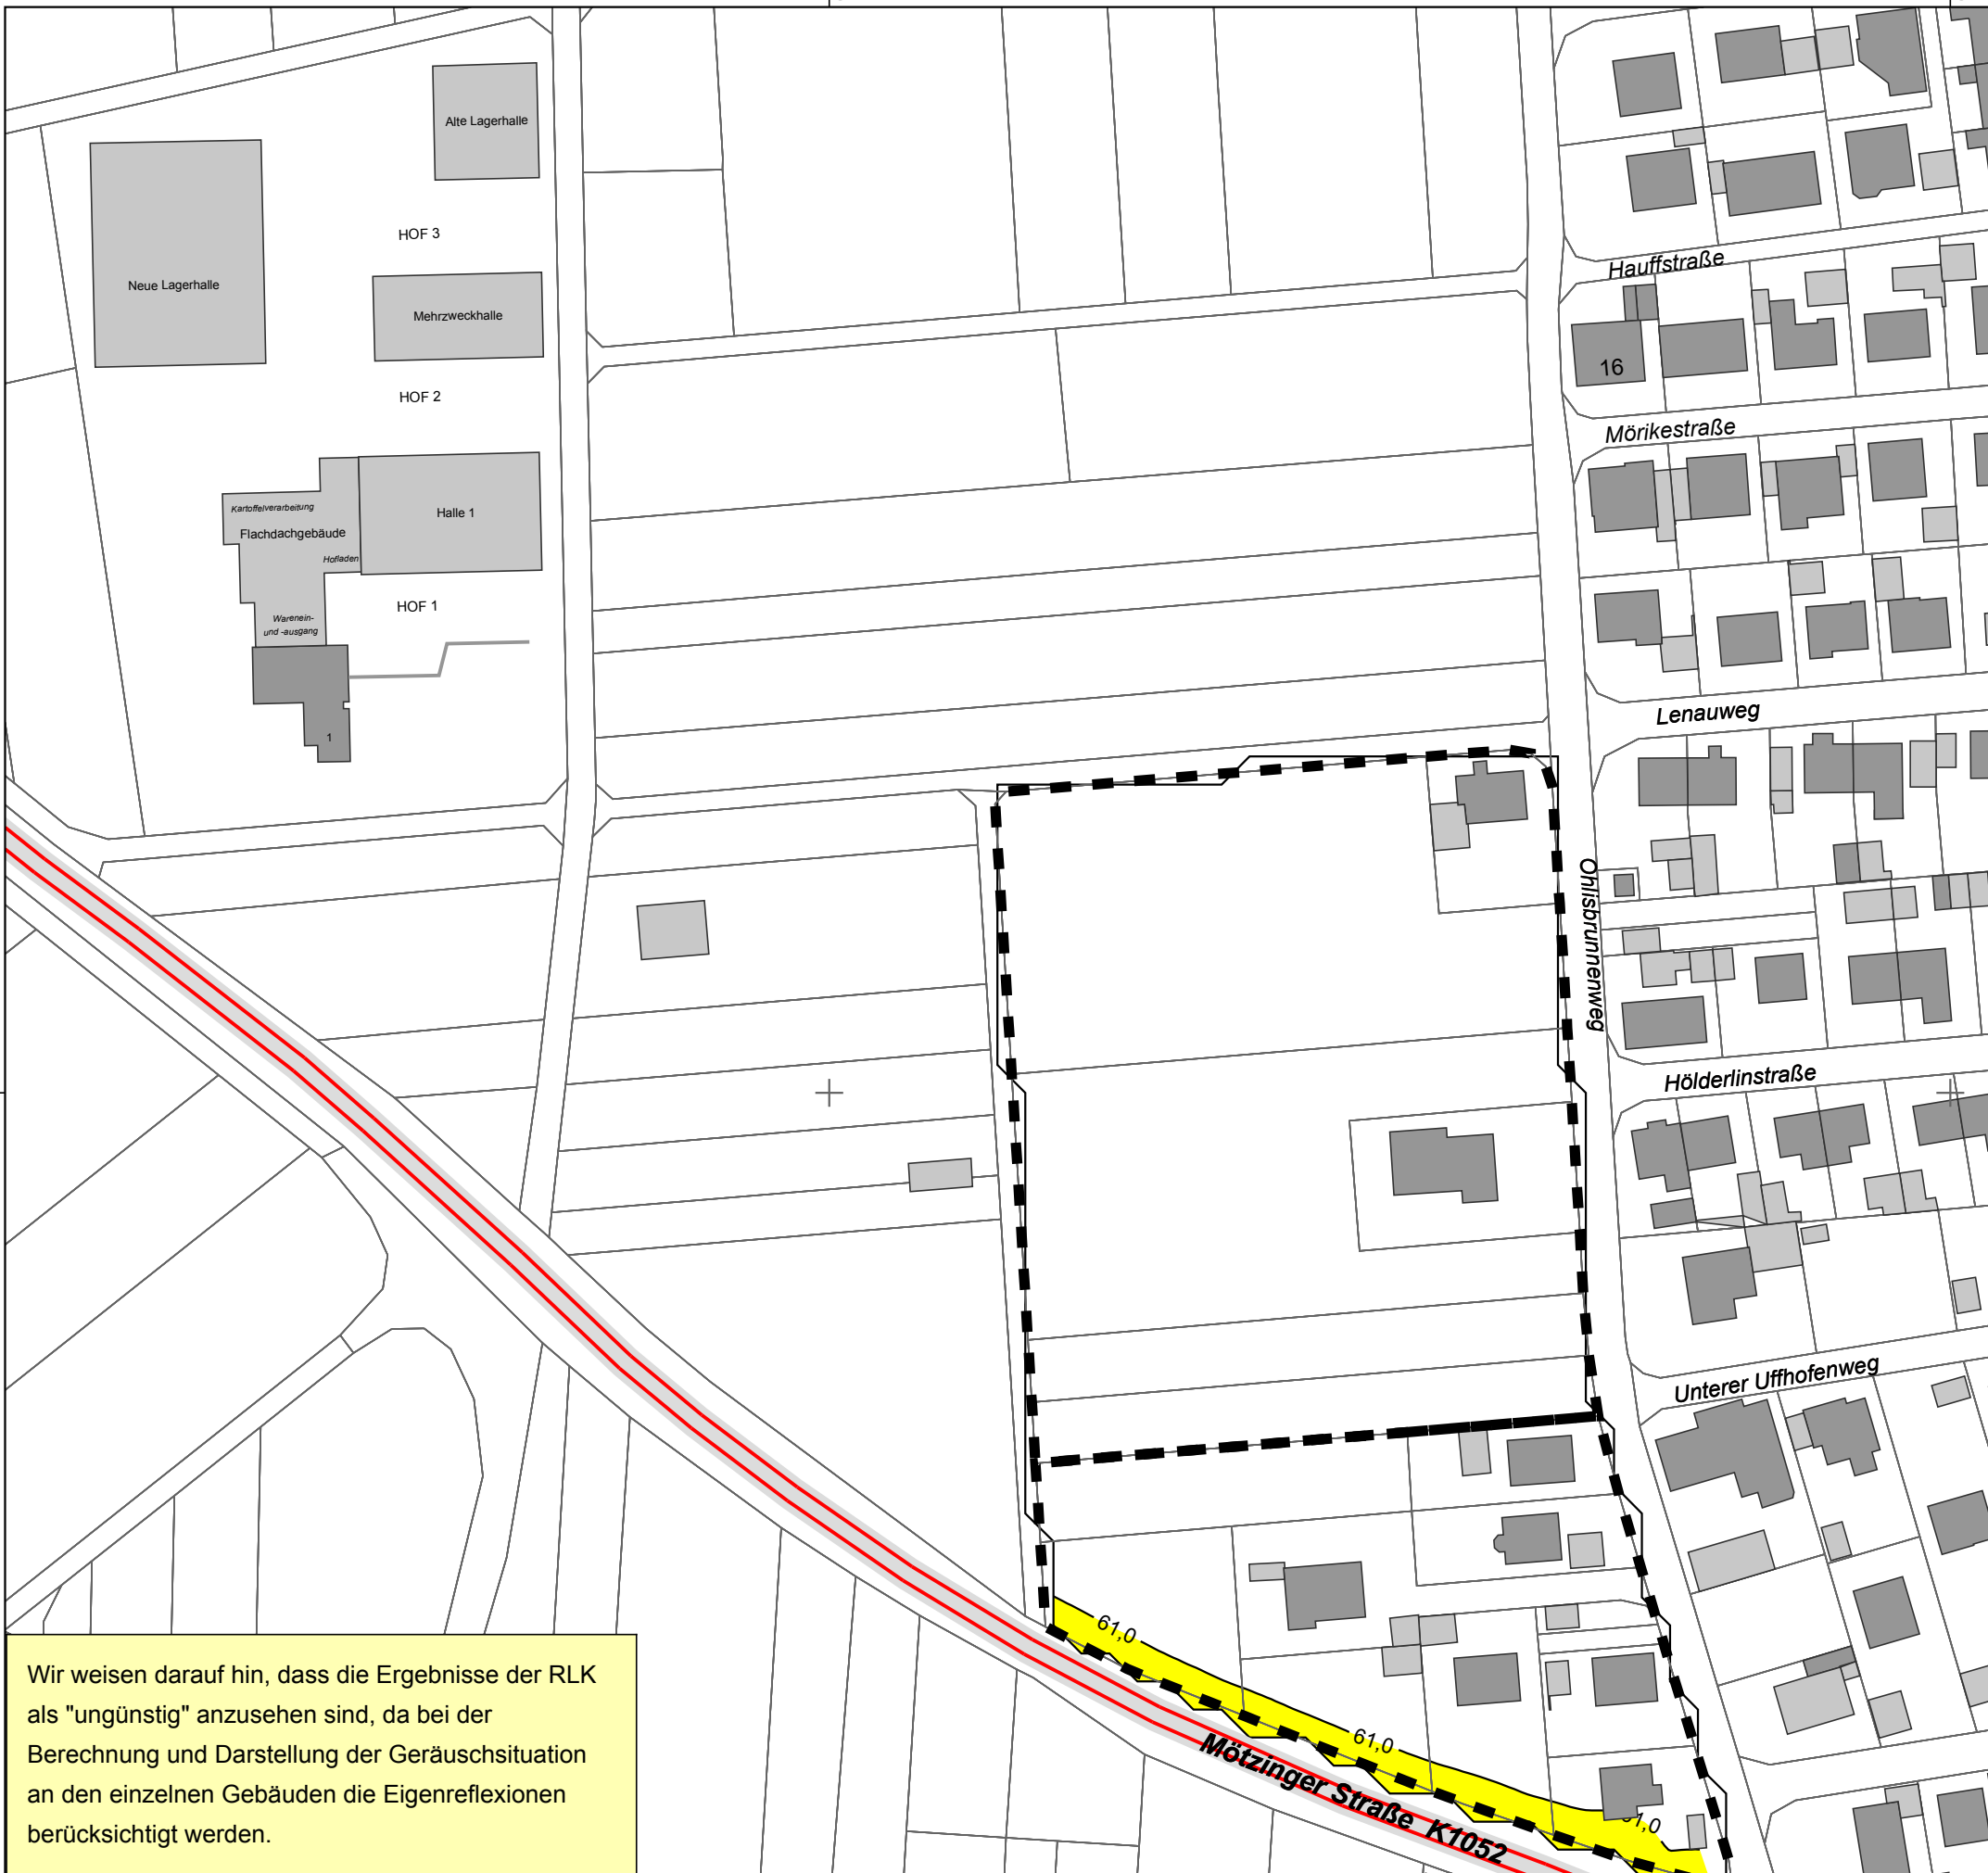 Alte Lagerhalle
HOF 3
Neue Lagerhalle
Mehrzweckhalle
HOF 2
Kartoffelverarbeitung
Flachdachgebäude
Halle 1
Hofladen
HOF 1
Warenein-
und -ausgang
1
Hauffstraße
16
Mörikestraße
Lenauweg
Ohlisbrunnenweg
Hölderlinstraße
Unterer Uffhofenweg
61,0
61,0
Mötzinger Straße K1052
Wir weisen darauf hin, dass die Ergebnisse der RLK
als "ungünstig" anzusehen sind, da bei der
Berechnung und Darstellung der Geräuschsituation
an den einzelnen Gebäuden die Eigenreflexionen
berücksichtigt werden.